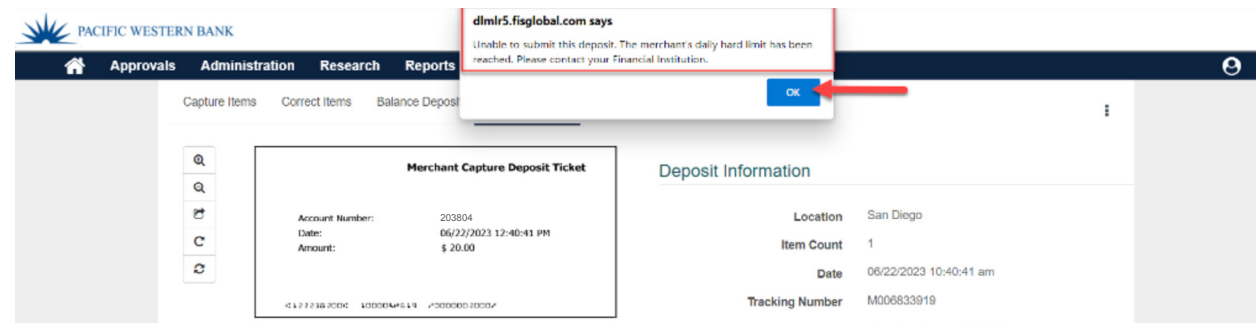 PACIFIC WESTERN BANK
dlmlr5.fisglobal.com says
Unable to submit this deposit. The merchant's daily hard limit has been
reached. Please contact your Financial Institution.
OK
Approvals Administration Research Reports
Capture Items Correct Items Balance Deposi
Merchant Capture Deposit Ticket
Account Number: 203804
Date: 06/22/2023 12:40:41 PM
Amount: $ 20.00
Deposit Information
Location San Diego
Item Count 1
Date 06/22/2023 10:40:41 am
Tracking Number M006833919